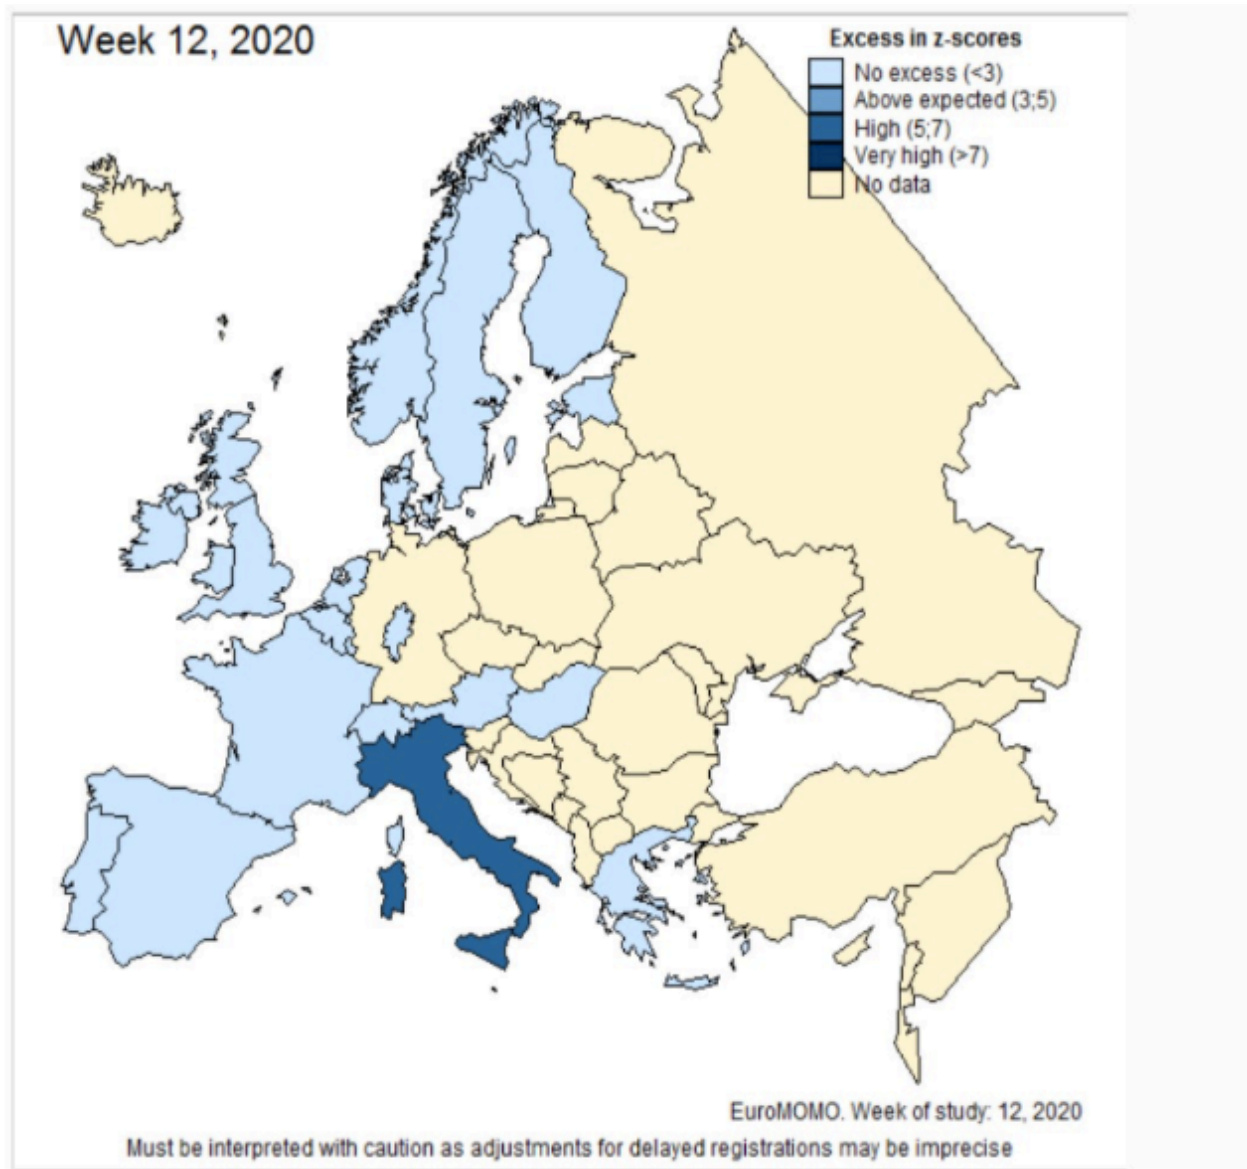 Week 12, 2020
Excess in z-scores
No excess (<3)
Above expected (3;5)
High (5;7)
Very high (>7)
No data
EuroMOMO. Week of study: 12, 2020
Must be interpreted with caution as adjustments for delayed registrations may be imprecise